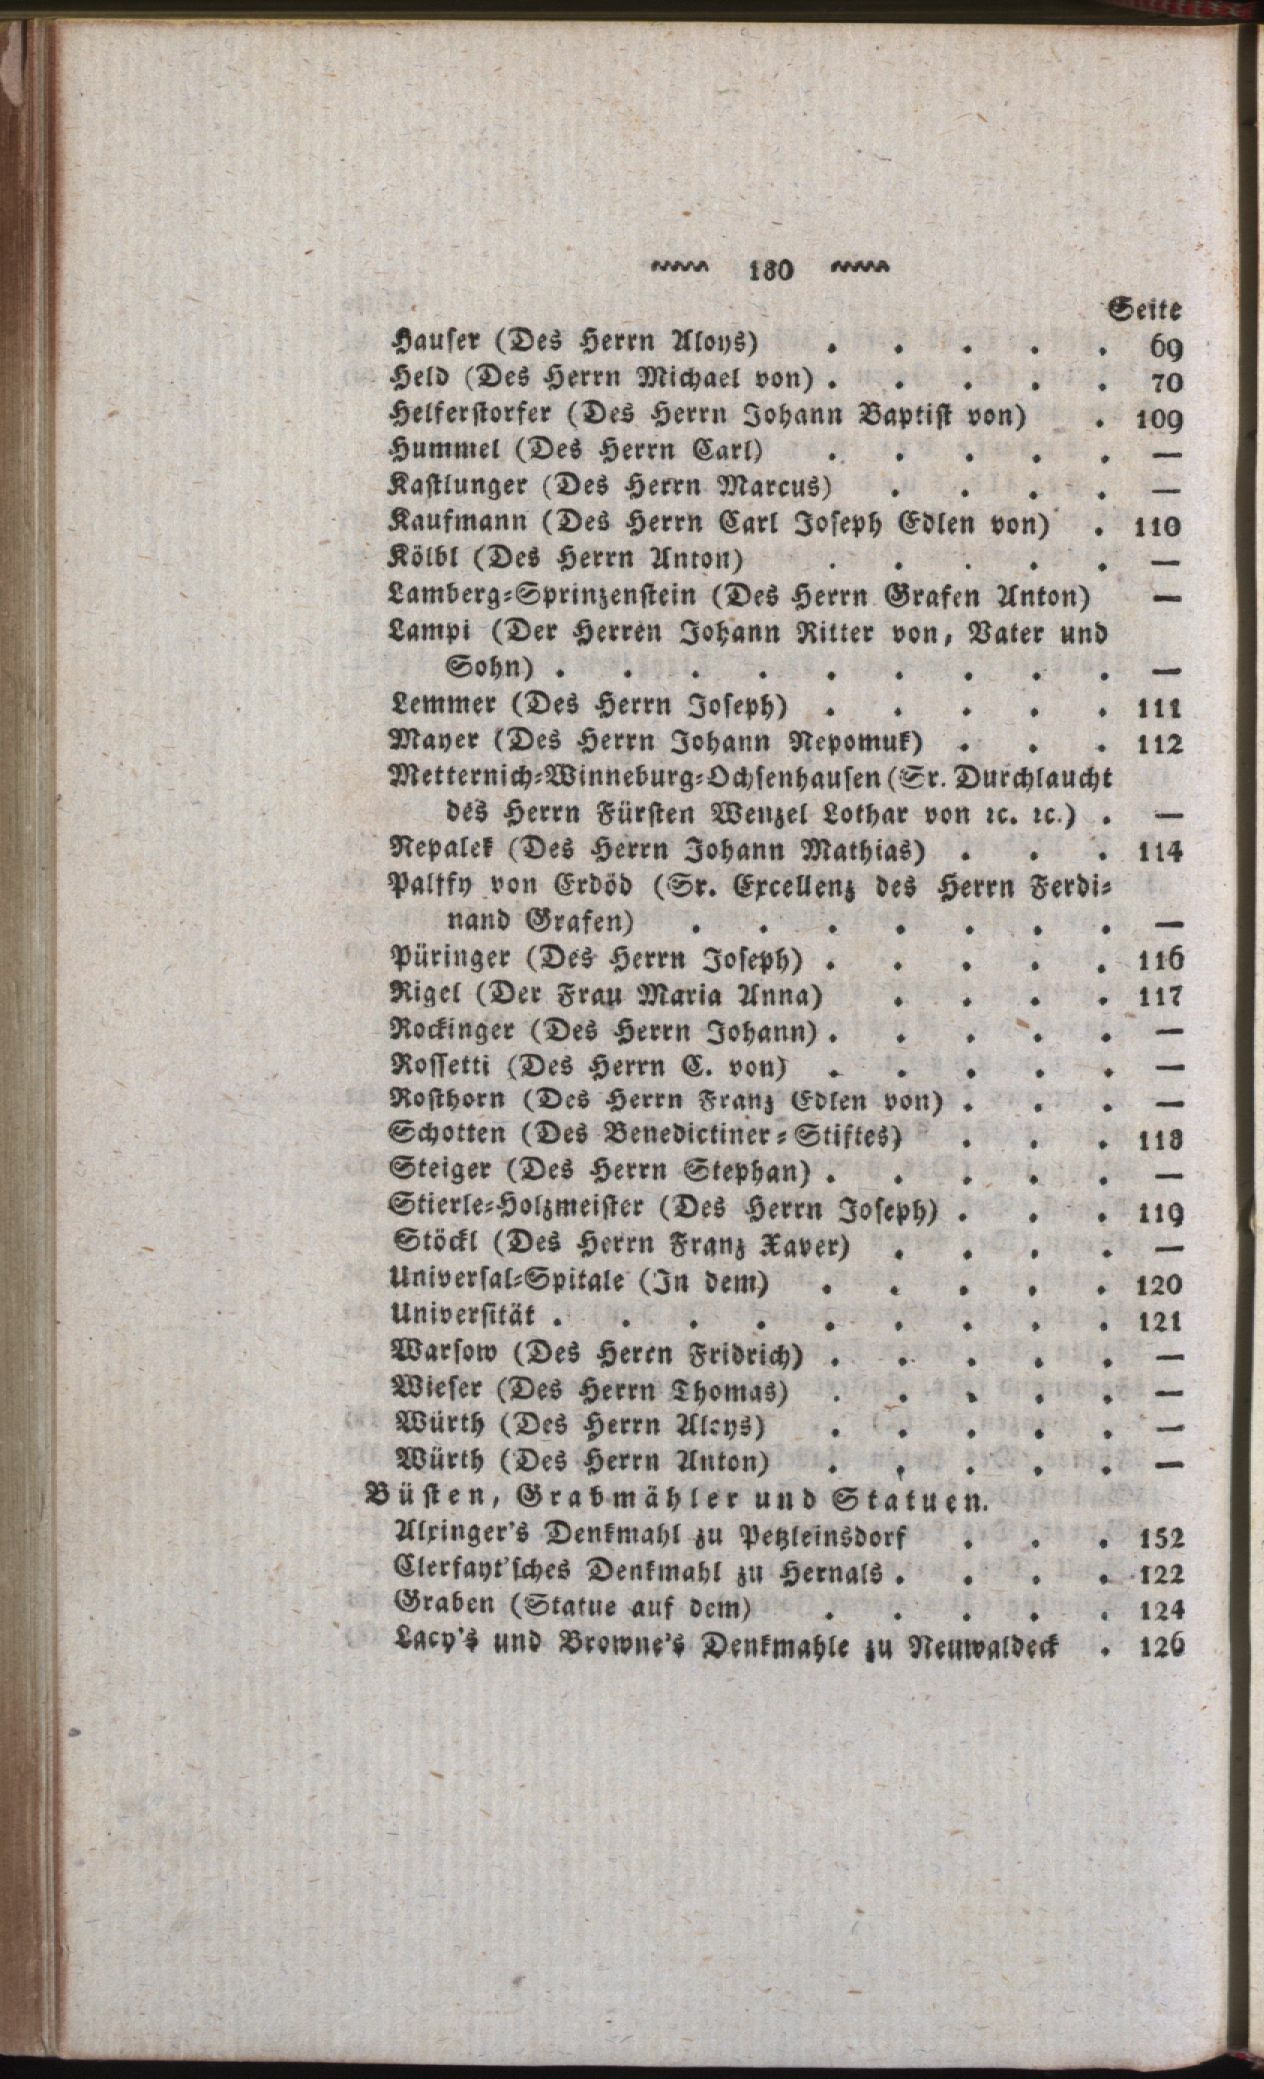 180
Seite
Hauser (Des Herrn Aloys) . . . . . 69
Held (Des Herrn Michael von) . . . . . 70
Helferstorfer (Des Herrn Johann Baptist von) . 109
Hummel (Des Herrn Carl) . . . . . —
Kastlunger (Des Herrn Marcus) . . . . —
Kaufmann (Des Herrn Carl Joseph Edlen von) . 110
Kölbl (Des Herrn Anton) . . . . . —
Lamberg-Sprinzenstein (Des Herrn Grafen Anton) —
Lampi (Der Herren Johann Ritter von, Vater und
Sohn) . . . . . . . . . —
Lemmer (Des Herrn Joseph) . . . . . 111
Mayer (Des Herrn Johann Nepomuk) . . . 112
Metternich-Winneburg-Ochsenhausen (Sr. Durchlaucht
des Herrn Fürsten Wenzel Lothar von ꝛc. ꝛc.) . —
Nepalek (Des Herrn Johann Mathias) . . . 114
Palffy von Erdöd (Sr. Excellenz des Herrn Ferdi-
nand Grafen) . . . . . . . —
Püringer (Des Herrn Joseph) . . . . . 116
Rigel (Der Frau Maria Anna) . . . . 117
Rockinger (Des Herrn Johann) . . . . . —
Rossetti (Des Herrn C. von) . . . . . —
Rosthorn (Des Herrn Franz Edlen von) . . . —
Schotten (Des Benedictiner-Stiftes) . . . 118
Steiger (Des Herrn Stephan) . . . . . —
Stierle-Holzmeister (Des Herrn Joseph) . . . 119
Stöckl (Des Herrn Franz Xaver) . . . . —
Universal-Spitale (In dem) . . . . . 120
Universität . . . . . . . . . 121
Warsow (Des Herrn Fridrich) . . . . . —
Wieser (Des Herrn Thomas) . . . . . —
Würth (Des Herrn Aloys) . . . . . —
Würth (Des Herrn Anton) . . . . . —
Büsten, Grabmähler und Statuen.
Alxinger's Denkmahl zu Petzleinsdorf . . . 152
Clerfayt'sches Denkmahl zu Hernals . . . . 122
Graben (Statue auf dem) . . . . . 124
Lacy's und Browne's Denkmahle zu Neuwaldeck . 126